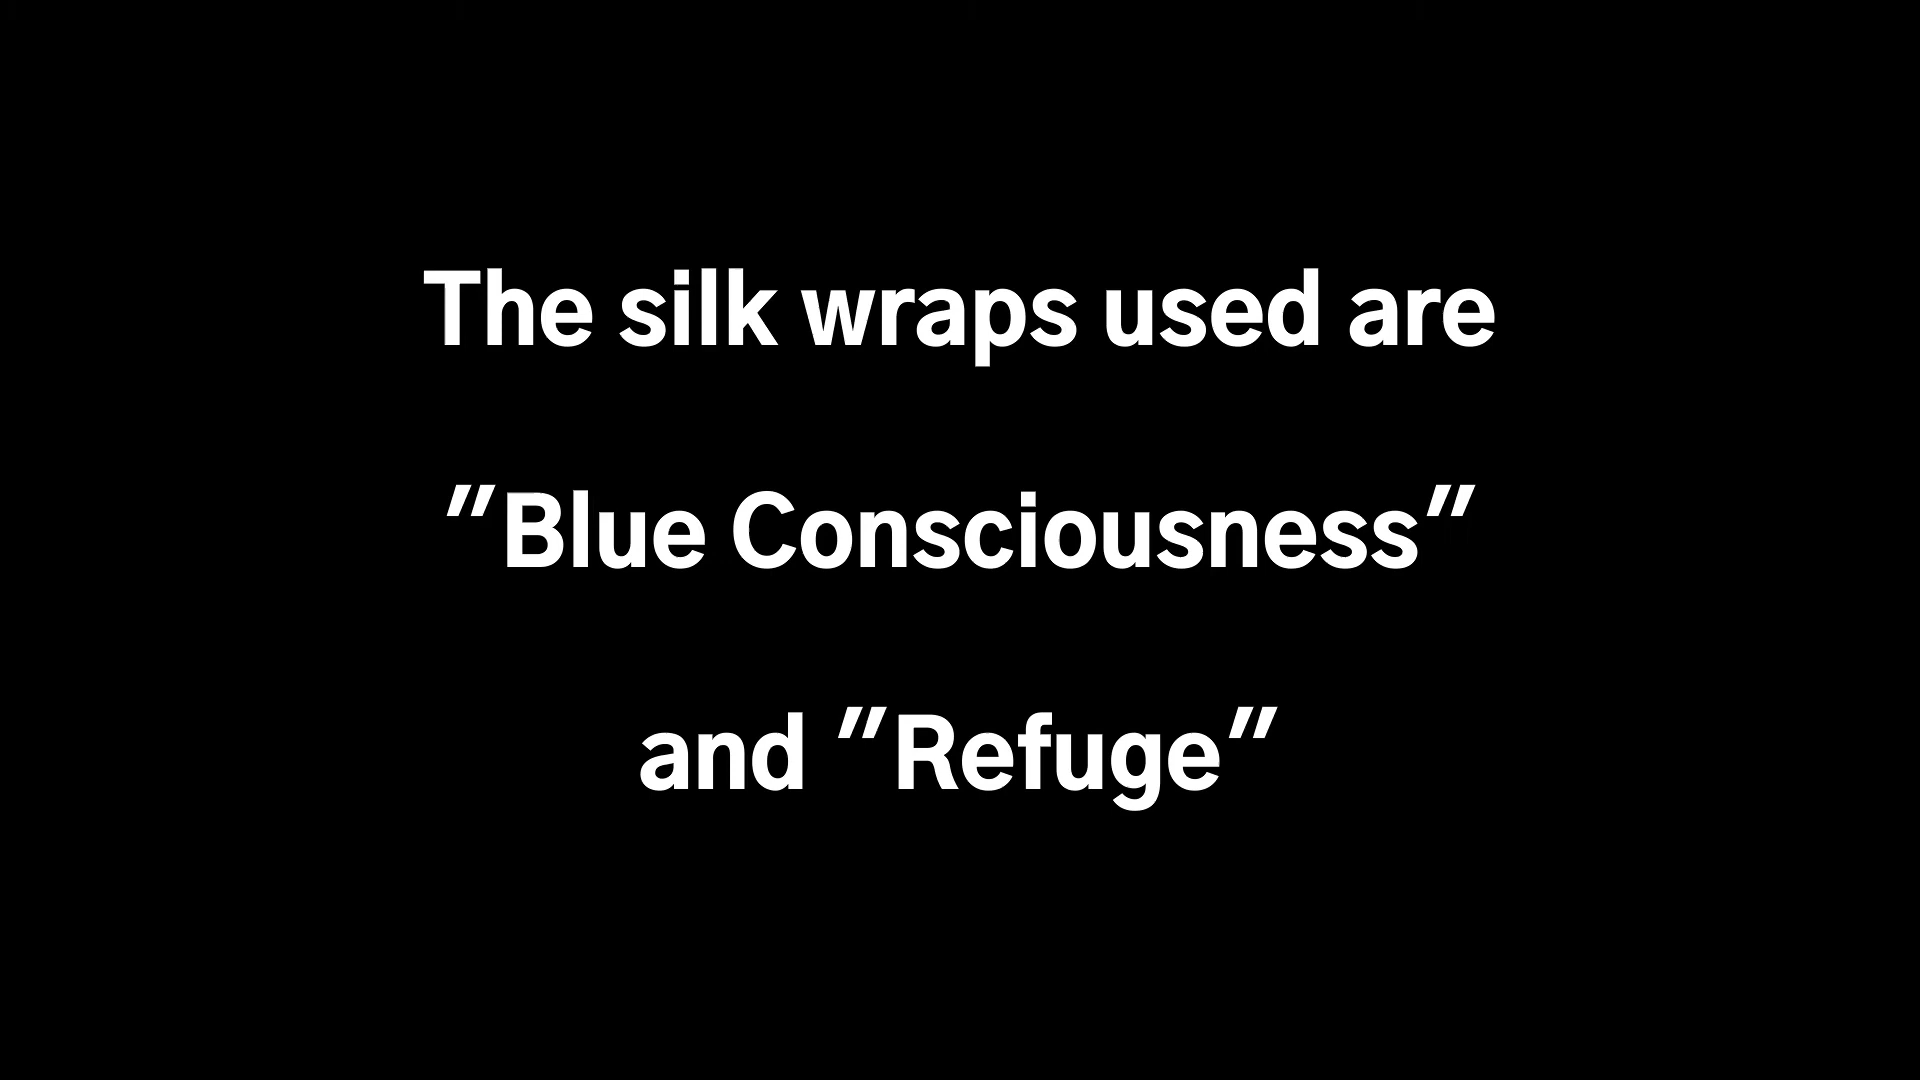 The silk wraps used are
"Blue Consciousness"
and "Refuge"